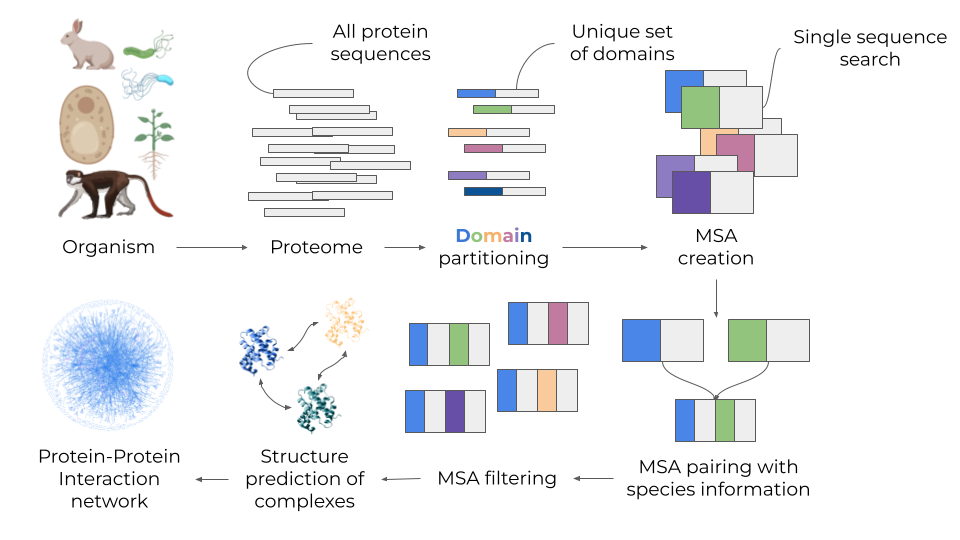 All protein
sequences
Unique set
of domains
Single sequence
search
Organism
Proteome
Domain
partitioning
MSA
creation
Protein-Protein
Interaction
network
Structure
prediction of
complexes
MSA filtering
MSA pairing with
species information